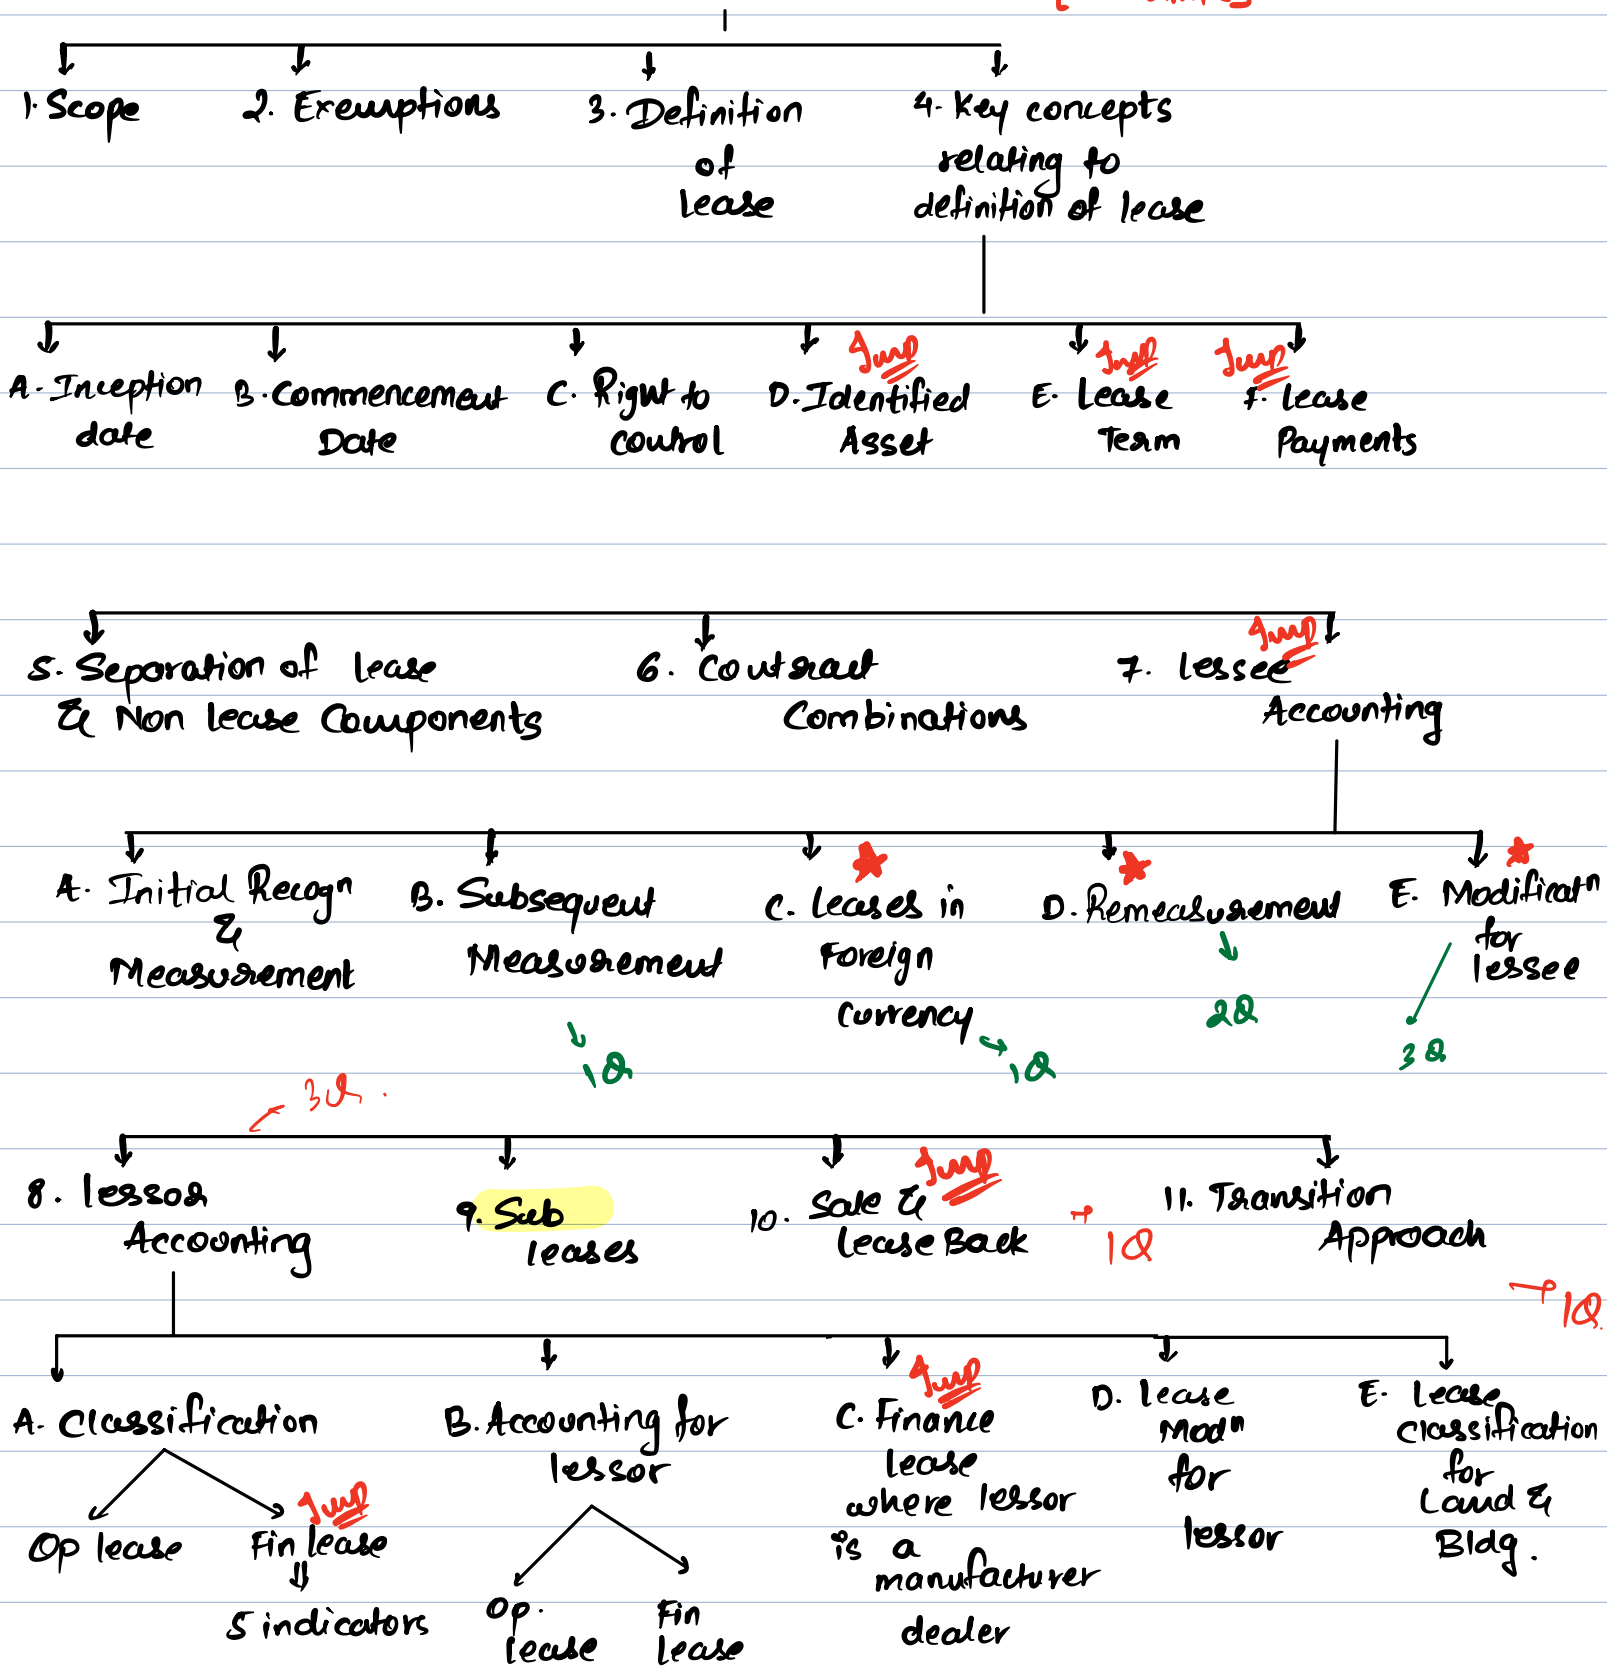 1. Scope
2. Exemptions
3. Definition
of
lease
4. Key concepts
relating to
definition of lease
A. Inception
date
B. Commencement
Date
C. Right to
control
Imp
D. Identified
Asset
Imp
E. Lease
Term
Imp
F. Lease
Payments
5. Separation of lease
& Non lease Components
6. Contract
Combinations
Imp
7. lessee
Accounting
A. Initial Recogn
&
Measurement
B. Subsequent
Measurement
1Q
C. leases in
Foreign
Currency
1Q
D. Remeasurement
2Q
E. Modificatn
for
lessee
3Q
3Q.
8. lessor
Accounting
9. Sub
leases
Imp
10. Sale &
lease Back
1Q
11. Transition
Approach
1Q.
A. Classification
Op lease
Imp
Fin lease
5 indicators
B. Accounting for
lessor
Op.
lease
Fin
lease
Imp
C. Finance
lease
where lessor
is a
manufacturer
dealer
D. lease
Modn
for
lessor
E. Lease
classification
for
Land &
Bldg.